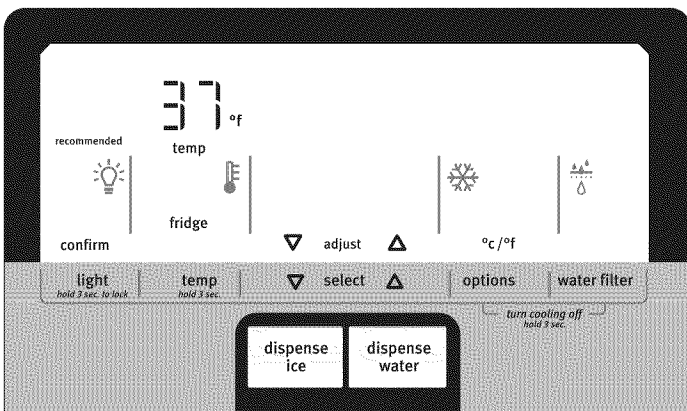 37 °f
recommended
temp
fridge
confirm
adjust
°c/°f
light
hold 3 sec. to lock
temp
hold 3 sec.
select
options
water filter
turn cooling off
hold 3 sec.
dispense
ice
dispense
water